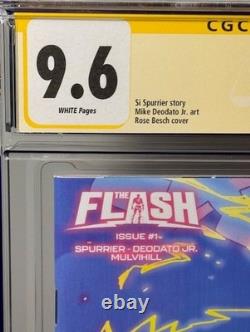 CGC
9.6
WHITE Pages
Si Spurrier story
Mike Deodato Jr. art
Rose Besch cover
THE
FLASH
ISSUE #1
SPURRIER - DEODATO JR.
MULVIHILL